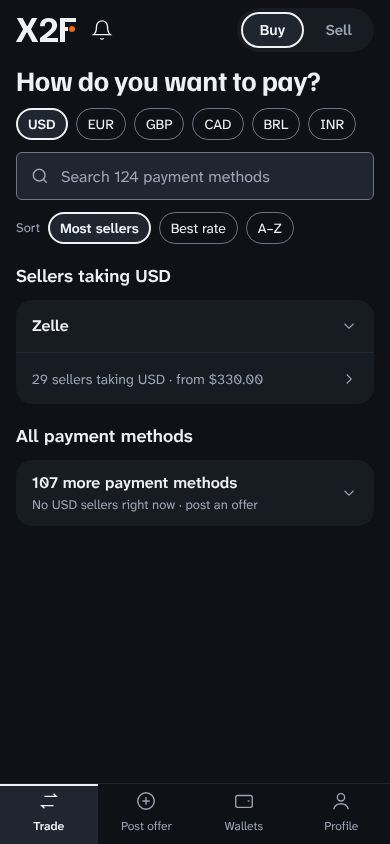 X2F
Buy
Sell
How do you want to pay?
USD
EUR
GBP
CAD
BRL
INR
Search 124 payment methods
Sort
Most sellers
Best rate
A–Z
Sellers taking USD
Zelle
29 sellers taking USD · from $330.00
All payment methods
107 more payment methods
No USD sellers right now · post an offer
Trade
Post offer
Wallets
Profile